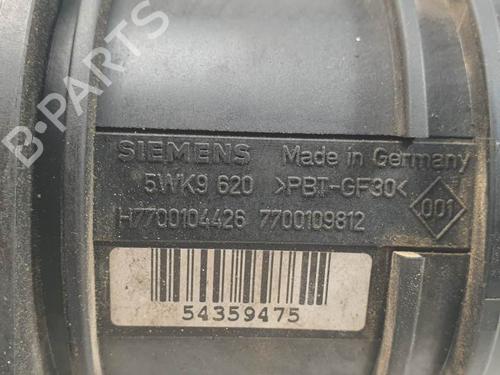 SIEMENS Made in Germany
5WK9 620 >PBT-GF30<
001
H7700104426 7700109812
54359475
B-PARTS